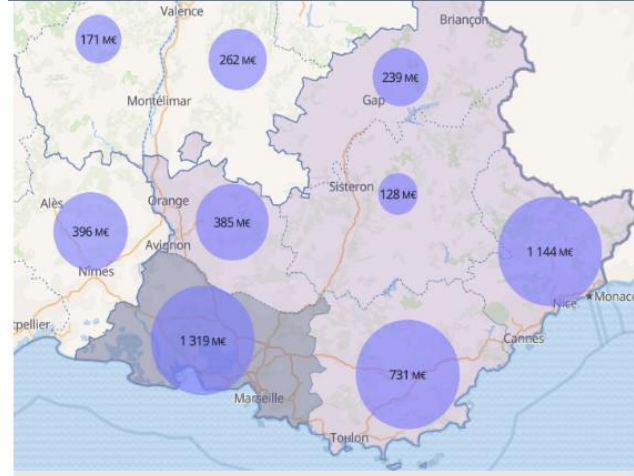 Valence
Briançon
171 M€
262 M€
239 M€
Montélimar
Gap
Sisteron
128 M€
Alès
Orange
385 M€
396 M€
Avignon
1 144 M€
Nîmes
Nice
Monaco
tpellier
1 319 M€
Cannes
731 M€
Marseille
Toulon